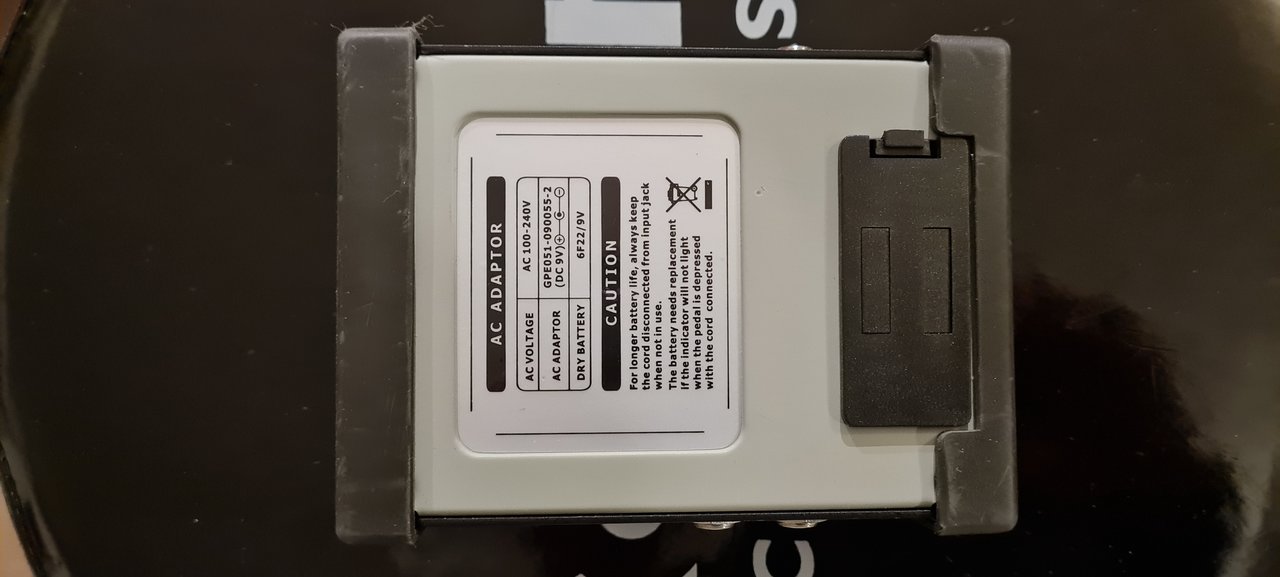 AC ADAPTOR
AC VOLTAGE AC 100-240V
AC ADAPTOR GPE051-090055-2
(DC 9V)
DRY BATTERY 6F22/9V
CAUTION
For longer battery life, always keep
the cord disconnected from input jack
when not in use.
The battery needs replacement
if the indicator will not light
when the pedal is depressed
with the cord connected.
s
c